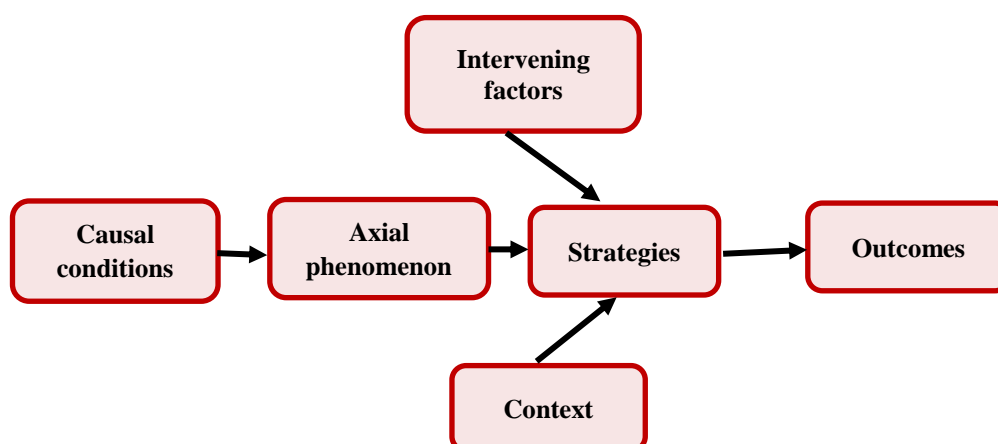 Intervening
factors
Causal
conditions
Axial
phenomenon
Strategies
Outcomes
Context